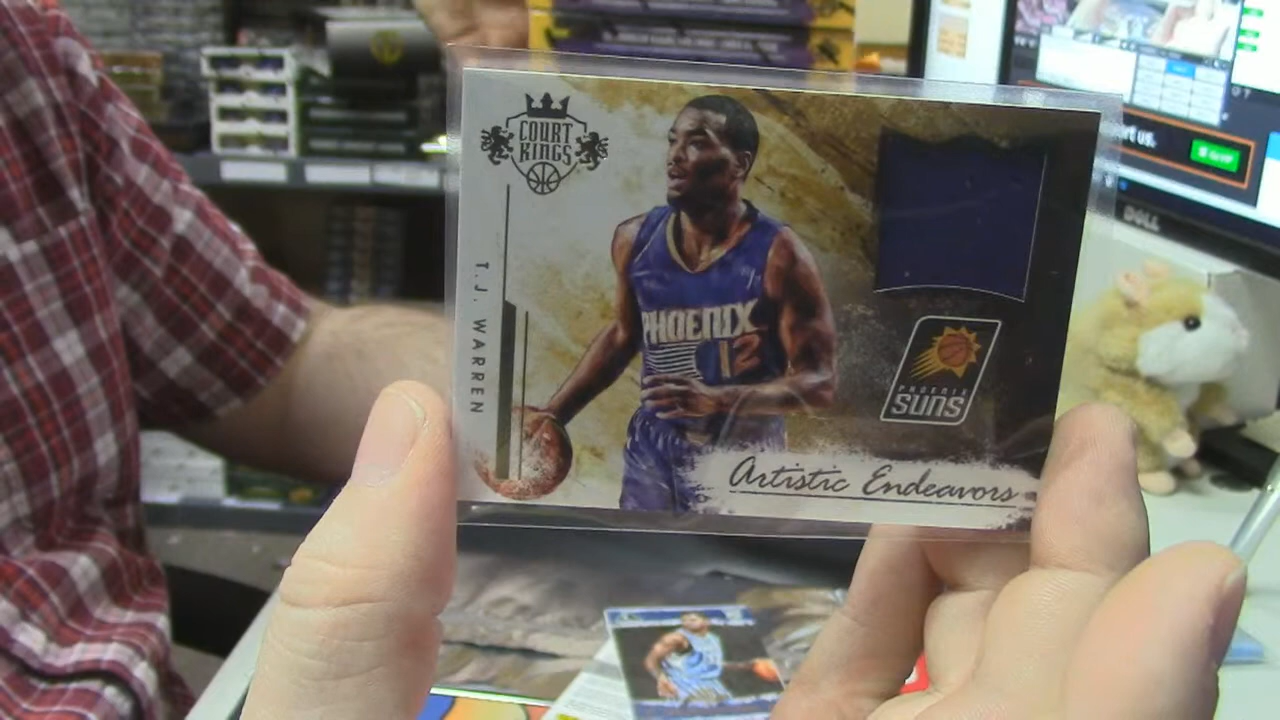 COURT
KINGS
T.J. WARREN
PHOENIX
12
PHOENIX
SUNS
Artistic Endeavors
DELL